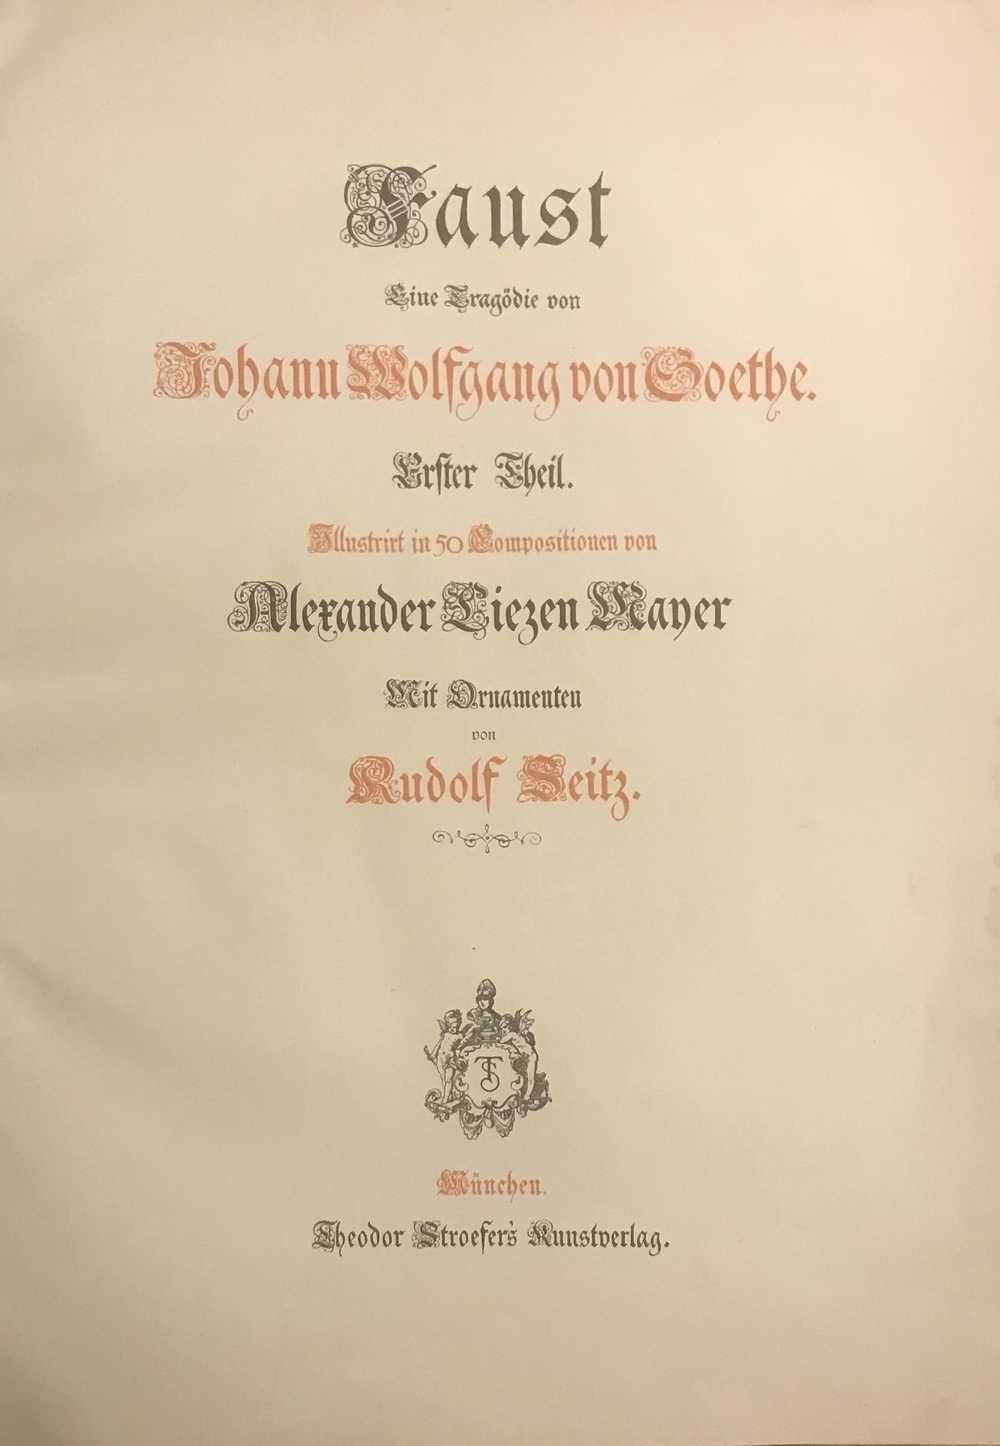 Faust
Eine Tragödie von
Johann Wolfgang von Goethe.
Erster Theil.
Illustrirt in 50 Compositionen von
Alexander Liezen Mayer
Mit Ornamenten
von
Rudolf Seitz.
TS
München.
Theodor Stroefer's Kunstverlag.